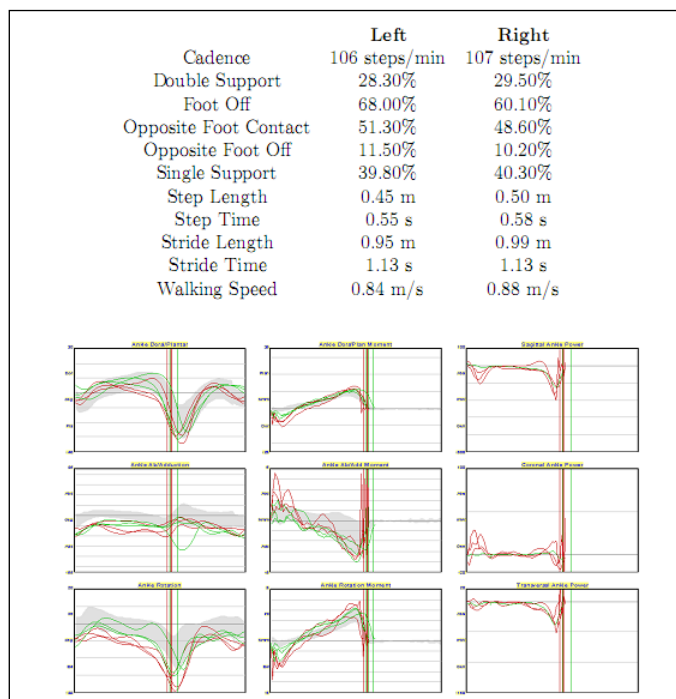 Left Right
Cadence 106 steps/min 107 steps/min
Double Support 28.30% 29.50%
Foot Off 68.00% 60.10%
Opposite Foot Contact 51.30% 48.60%
Opposite Foot Off 11.50% 10.20%
Single Support 39.80% 40.30%
Step Length 0.45 m 0.50 m
Step Time 0.55 s 0.58 s
Stride Length 0.95 m 0.99 m
Stride Time 1.13 s 1.13 s
Walking Speed 0.84 m/s 0.88 m/s
Ankle Dorsi/Plantar Ankle Dorsi/Plan Moment Sagittal Ankle Power
Ankle Ab/Adduction Ankle Ab/Add Moment Coronal Ankle Power
Ankle Rotation Ankle Rotation Moment Transversal Ankle Power